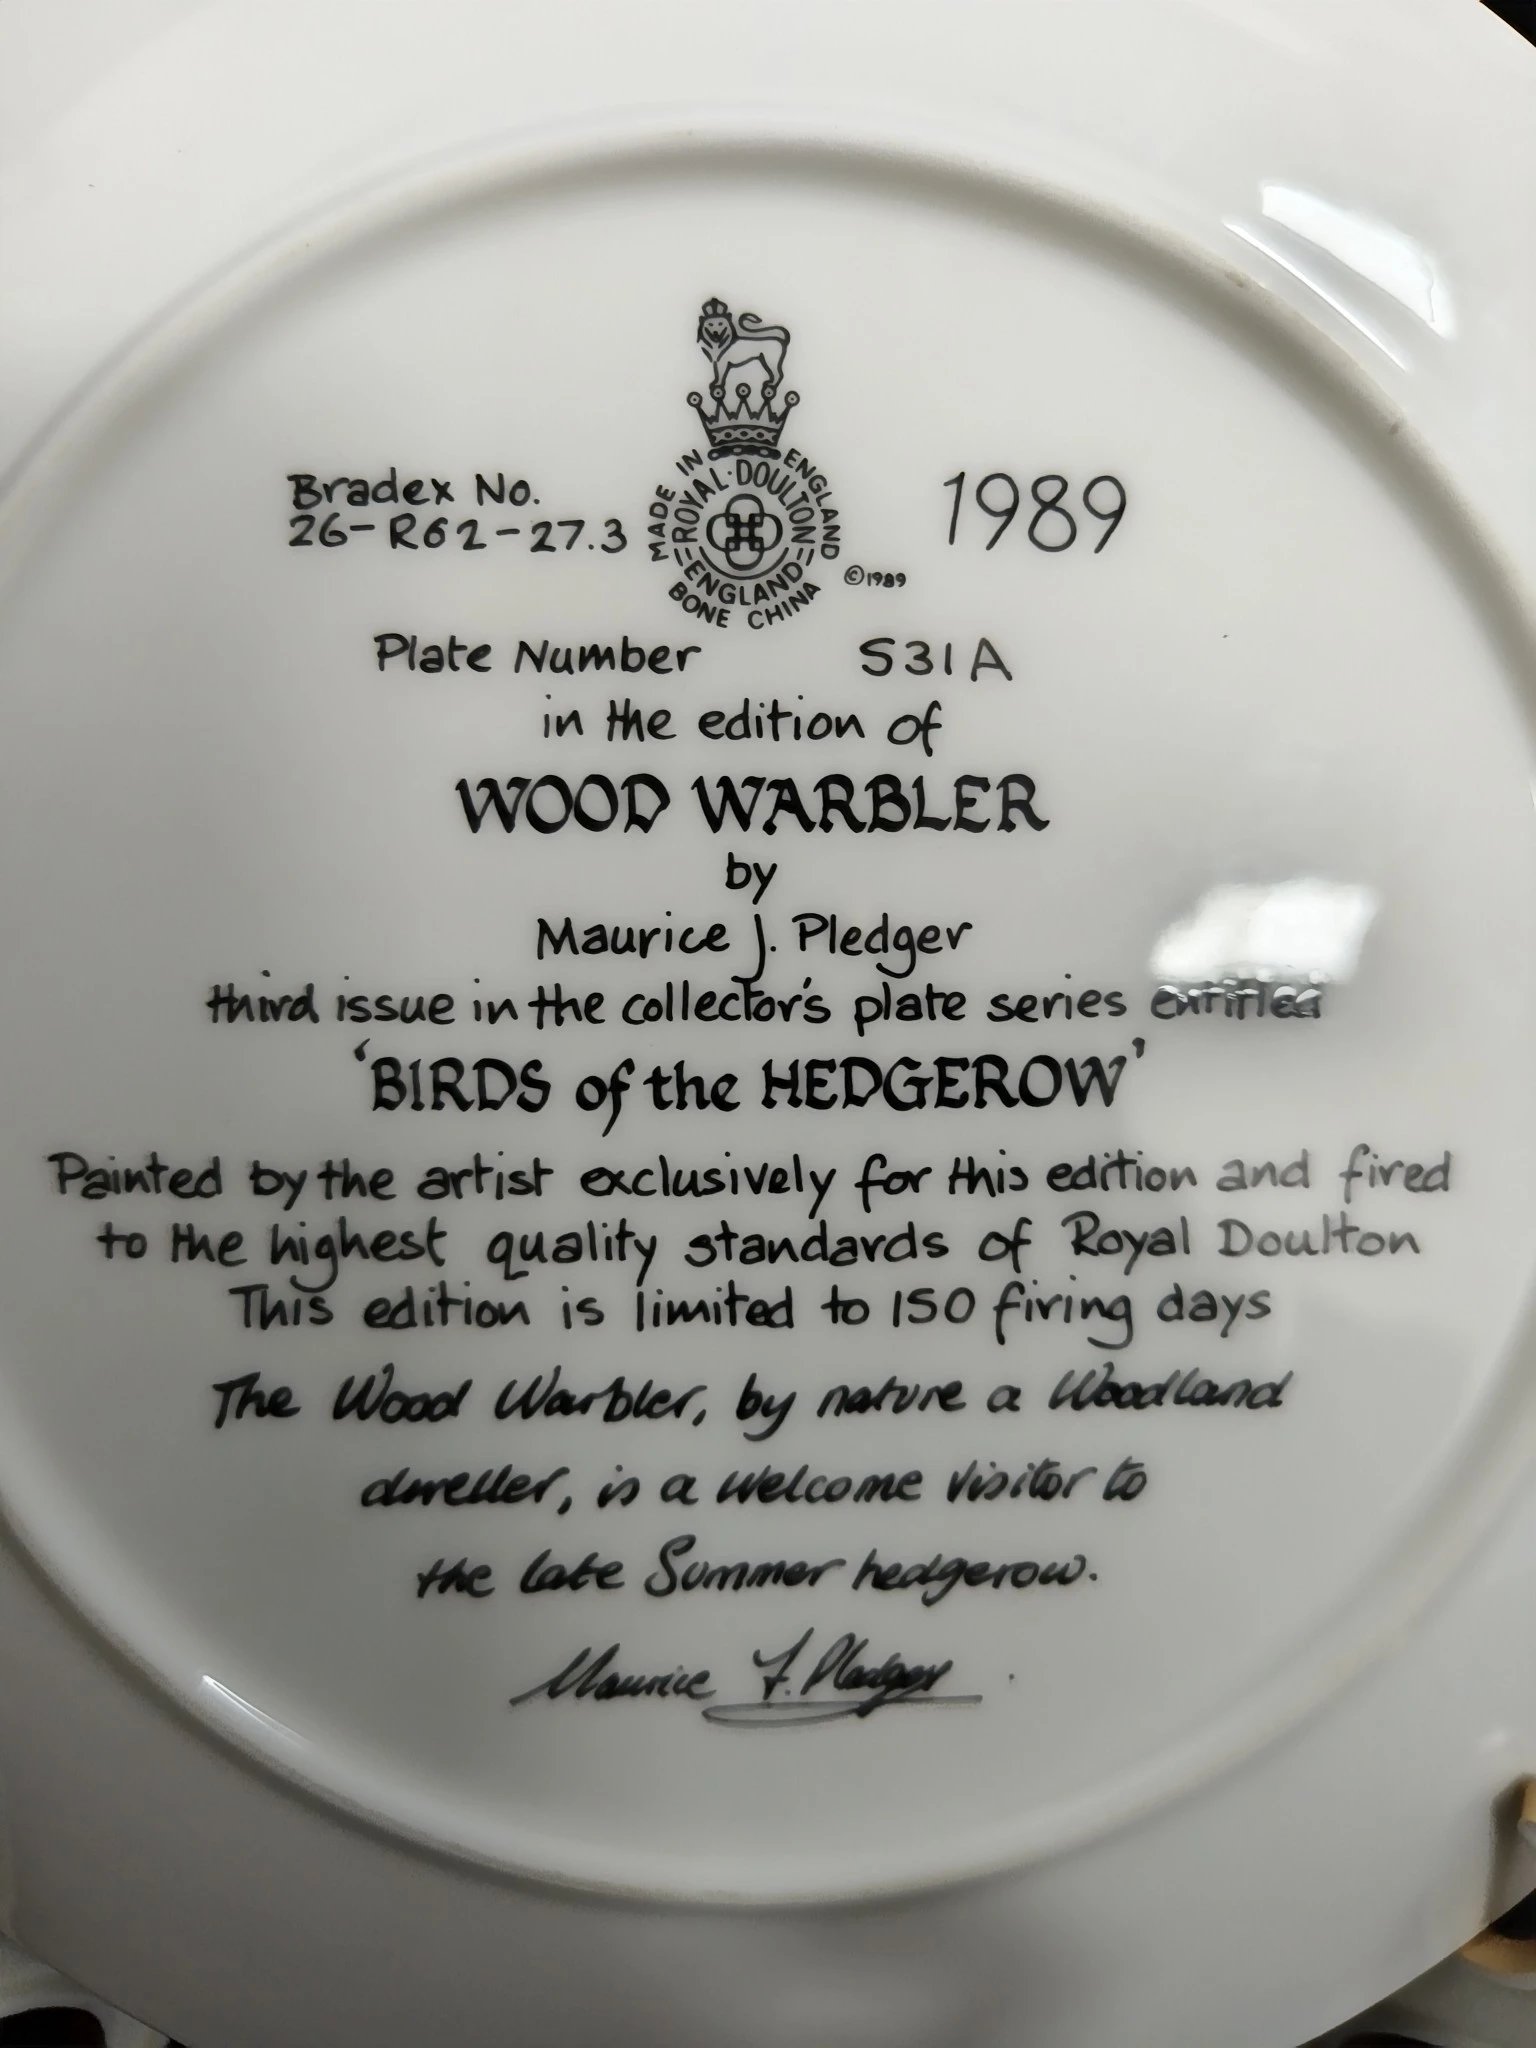 Bradex No.
26-R62-27.3
MADE IN ENGLAND
ROYAL·DOULTON
ENGLAND
BONE CHINA
©1989
1989
Plate Number S31A
in the edition of
WOOD WARBLER
by
Maurice J. Pledger
third issue in the collector's plate series entitled
'BIRDS of the HEDGEROW'
Painted by the artist exclusively for this edition and fired
to the highest quality standards of Royal Doulton
This edition is limited to 150 firing days
The Wood Warbler, by nature a Woodland
dweller, is a welcome visitor to
the late Summer hedgerow.
Maurice J. Pledger